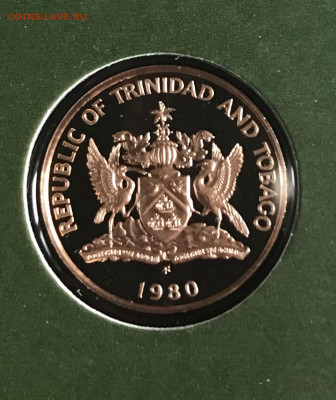 COINS.LAVE.RU
REPUBLIC OF TRINIDAD AND TOBAGO
1980